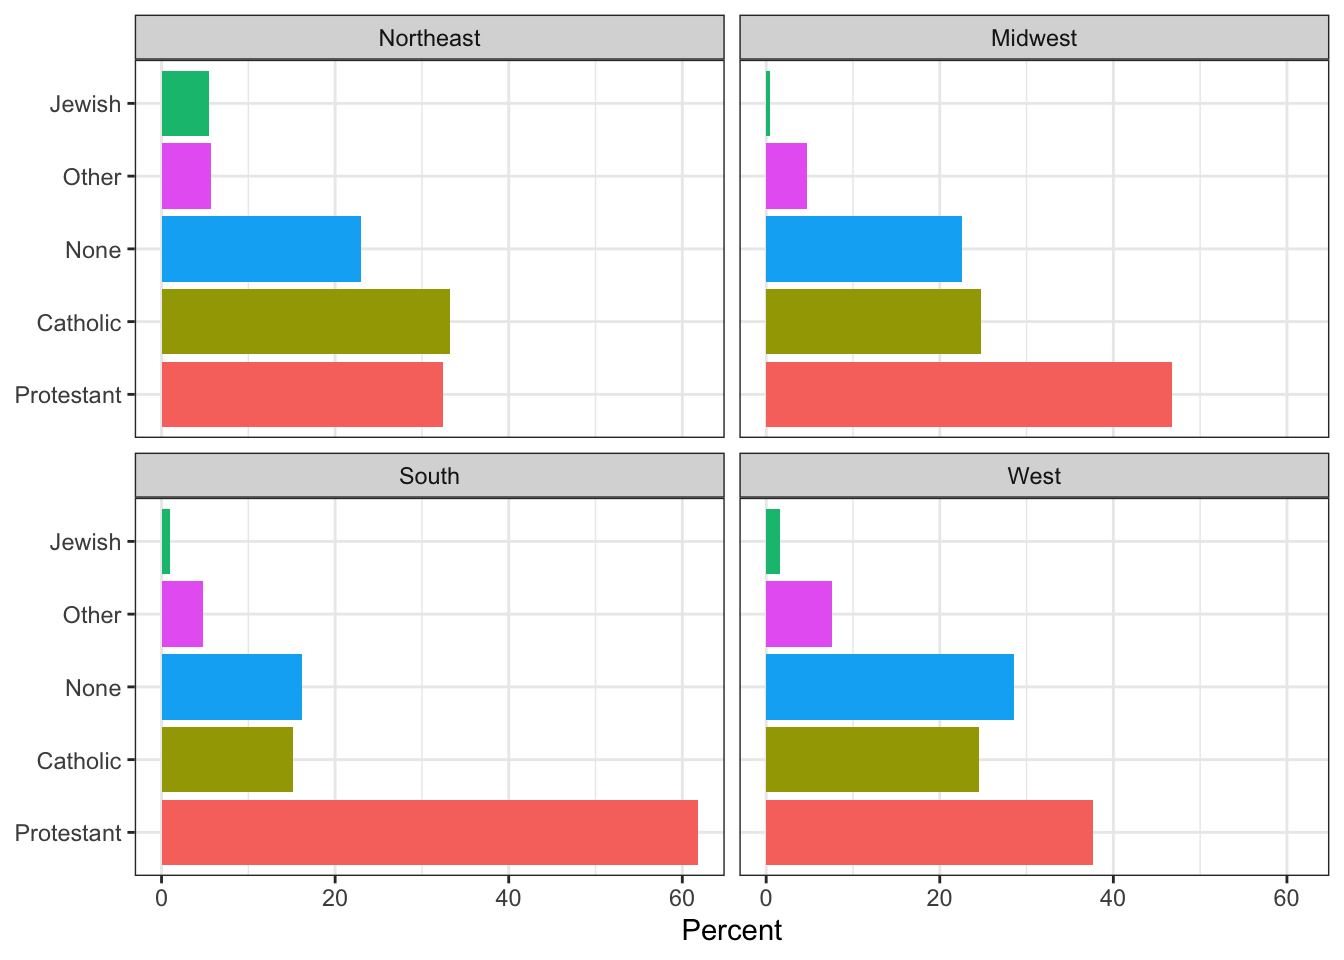 Northeast
Midwest
Jewish
Other
None
Catholic
Protestant
South
West
Jewish
Other
None
Catholic
Protestant
0 20 40 60 0 20 40 60
Percent